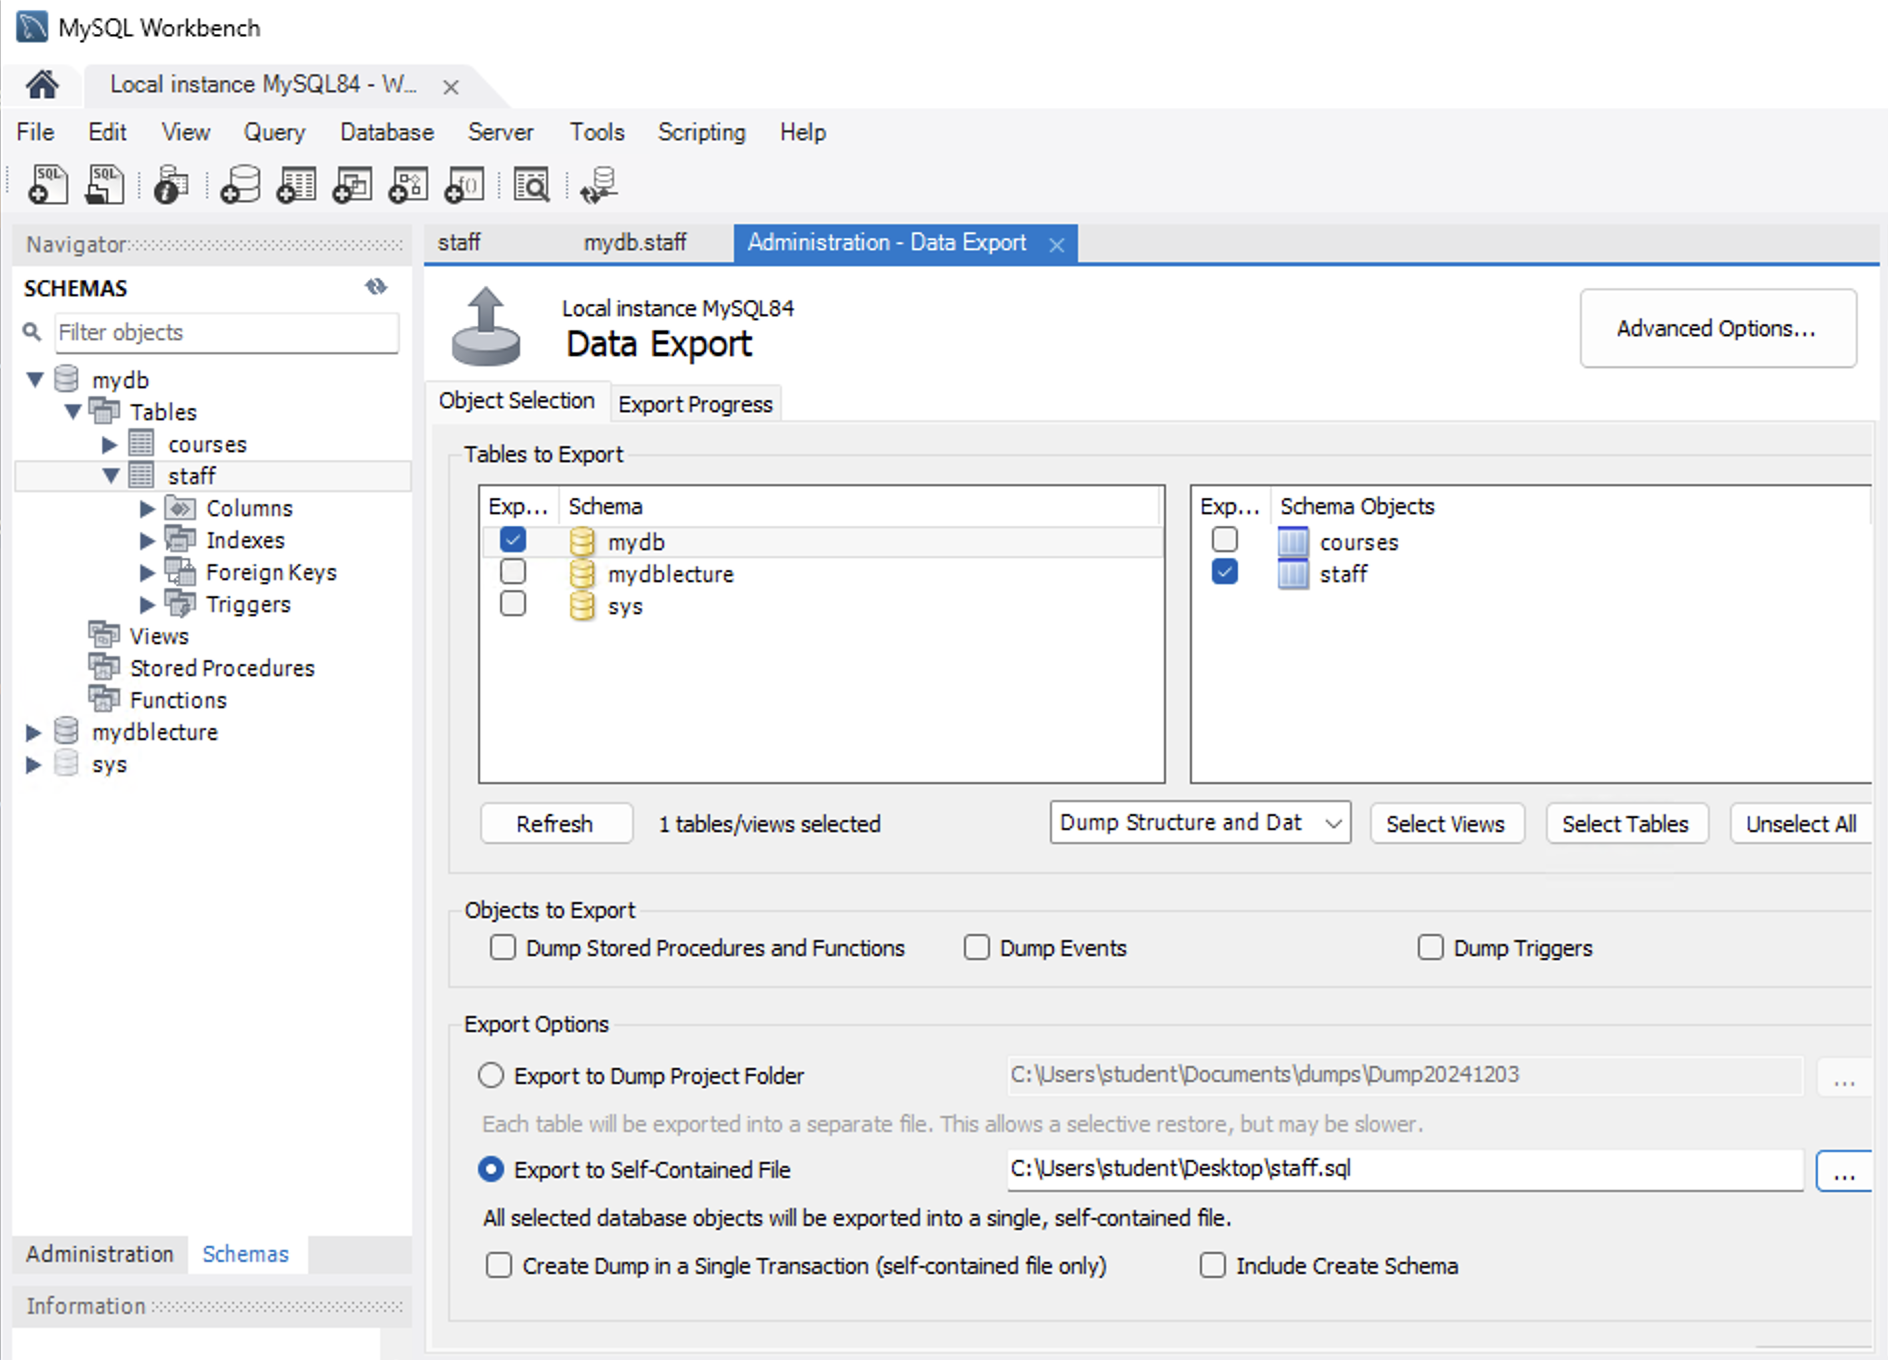 MySQL Workbench
Local instance MySQL84 - W...
File Edit View Query Database Server Tools Scripting Help
Navigator
SCHEMAS
Filter objects
mydb
Tables
courses
staff
Columns
Indexes
Foreign Keys
Triggers
Views
Stored Procedures
Functions
mydblecture
sys
Administration Schemas
Information
staff mydb.staff Administration - Data Export
Local instance MySQL84
Data Export
Advanced Options...
Object Selection Export Progress
Tables to Export
Exp... Schema
mydb
mydblecture
sys
Exp... Schema Objects
courses
staff
Refresh 1 tables/views selected Dump Structure and Dat Select Views Select Tables Unselect All
Objects to Export
Dump Stored Procedures and Functions Dump Events Dump Triggers
Export Options
Export to Dump Project Folder C:\Users\student\Documents\dumps\Dump20241203 ...
Each table will be exported into a separate file. This allows a selective restore, but may be slower.
Export to Self-Contained File C:\Users\student\Desktop\staff.sql ...
All selected database objects will be exported into a single, self-contained file.
Create Dump in a Single Transaction (self-contained file only) Include Create Schema